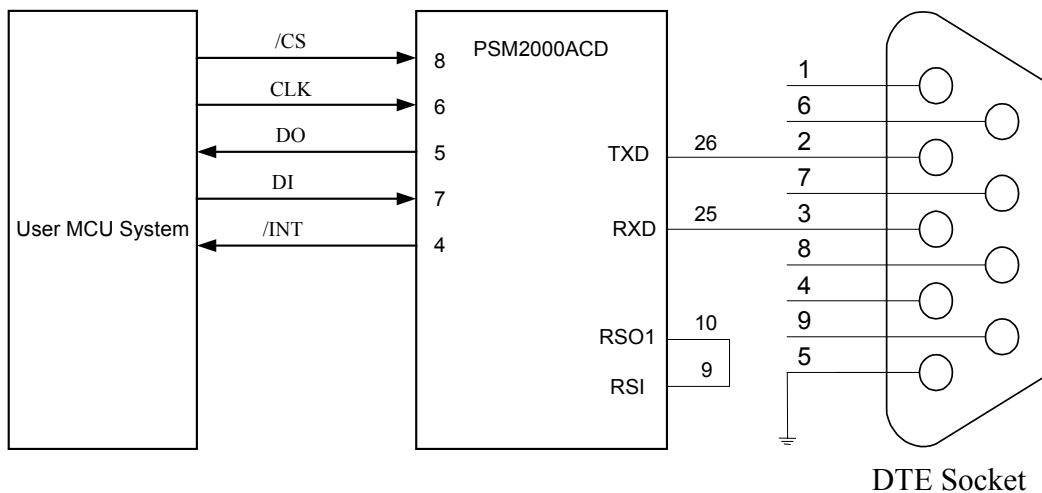 User MCU System
/CS
CLK
DO
DI
/INT
PSM2000ACD
8
6
5
7
4
TXD
RXD
RSO1
RSI
26
25
10
9
1
6
2
7
3
8
4
9
5
DTE Socket